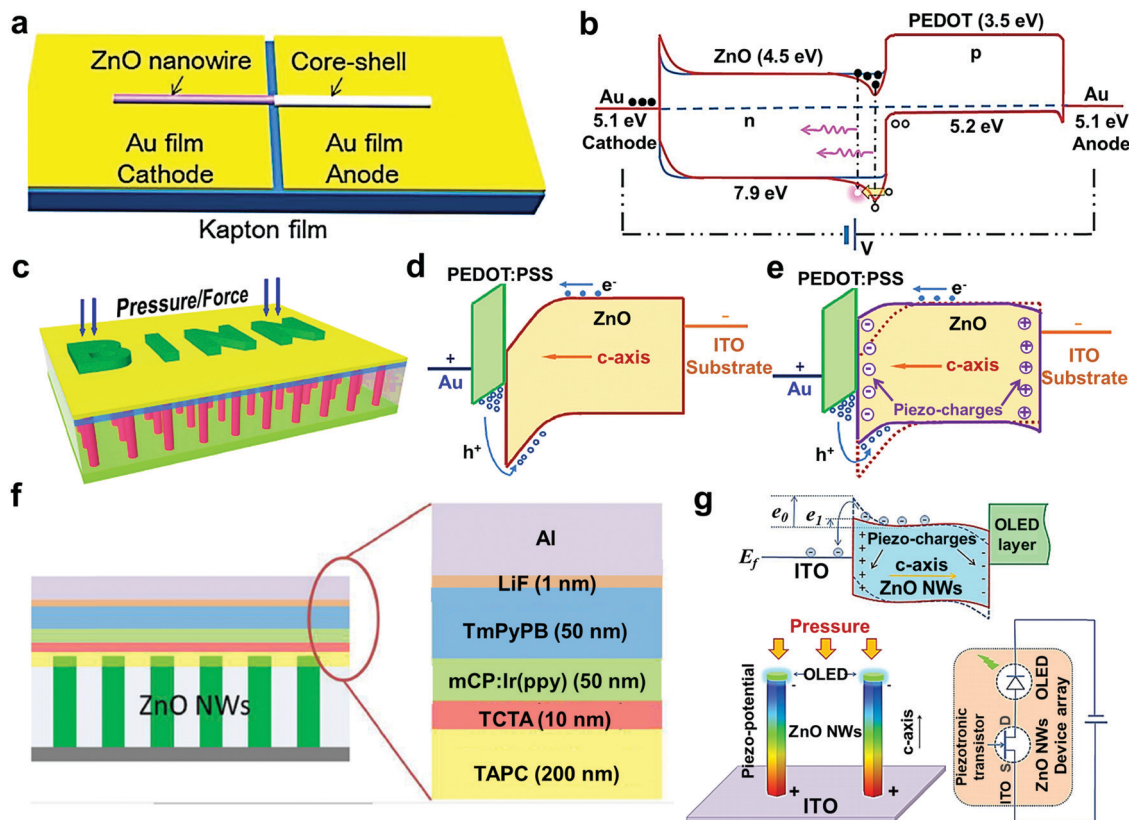 a
ZnO nanowire
Core-shell
Au film
Cathode
Au film
Anode
Kapton film
b
PEDOT (3.5 eV)
ZnO (4.5 eV)
p
Au
5.1 eV
Cathode
n
5.2 eV
Au
5.1 eV
Anode
7.9 eV
V
c
Pressure/Force
BINN
d
PEDOT:PSS
e-
ZnO
+
Au
c-axis
−
ITO
Substrate
h+
e
PEDOT:PSS
e-
ZnO
+
Au
c-axis
−
ITO
Substrate
Piezo-charges
h+
f
ZnO NWs
Al
LiF (1 nm)
TmPyPB (50 nm)
mCP:Ir(ppy) (50 nm)
TCTA (10 nm)
TAPC (200 nm)
g
e0
e1
Ef
ITO
Piezo-charges
c-axis
ZnO NWs
OLED
layer
Pressure
OLED
Piezo-potential
ZnO NWs
c-axis
ITO
Piezotronic
transistor
ITO S
D
OLED
ZnO NWs
Device array